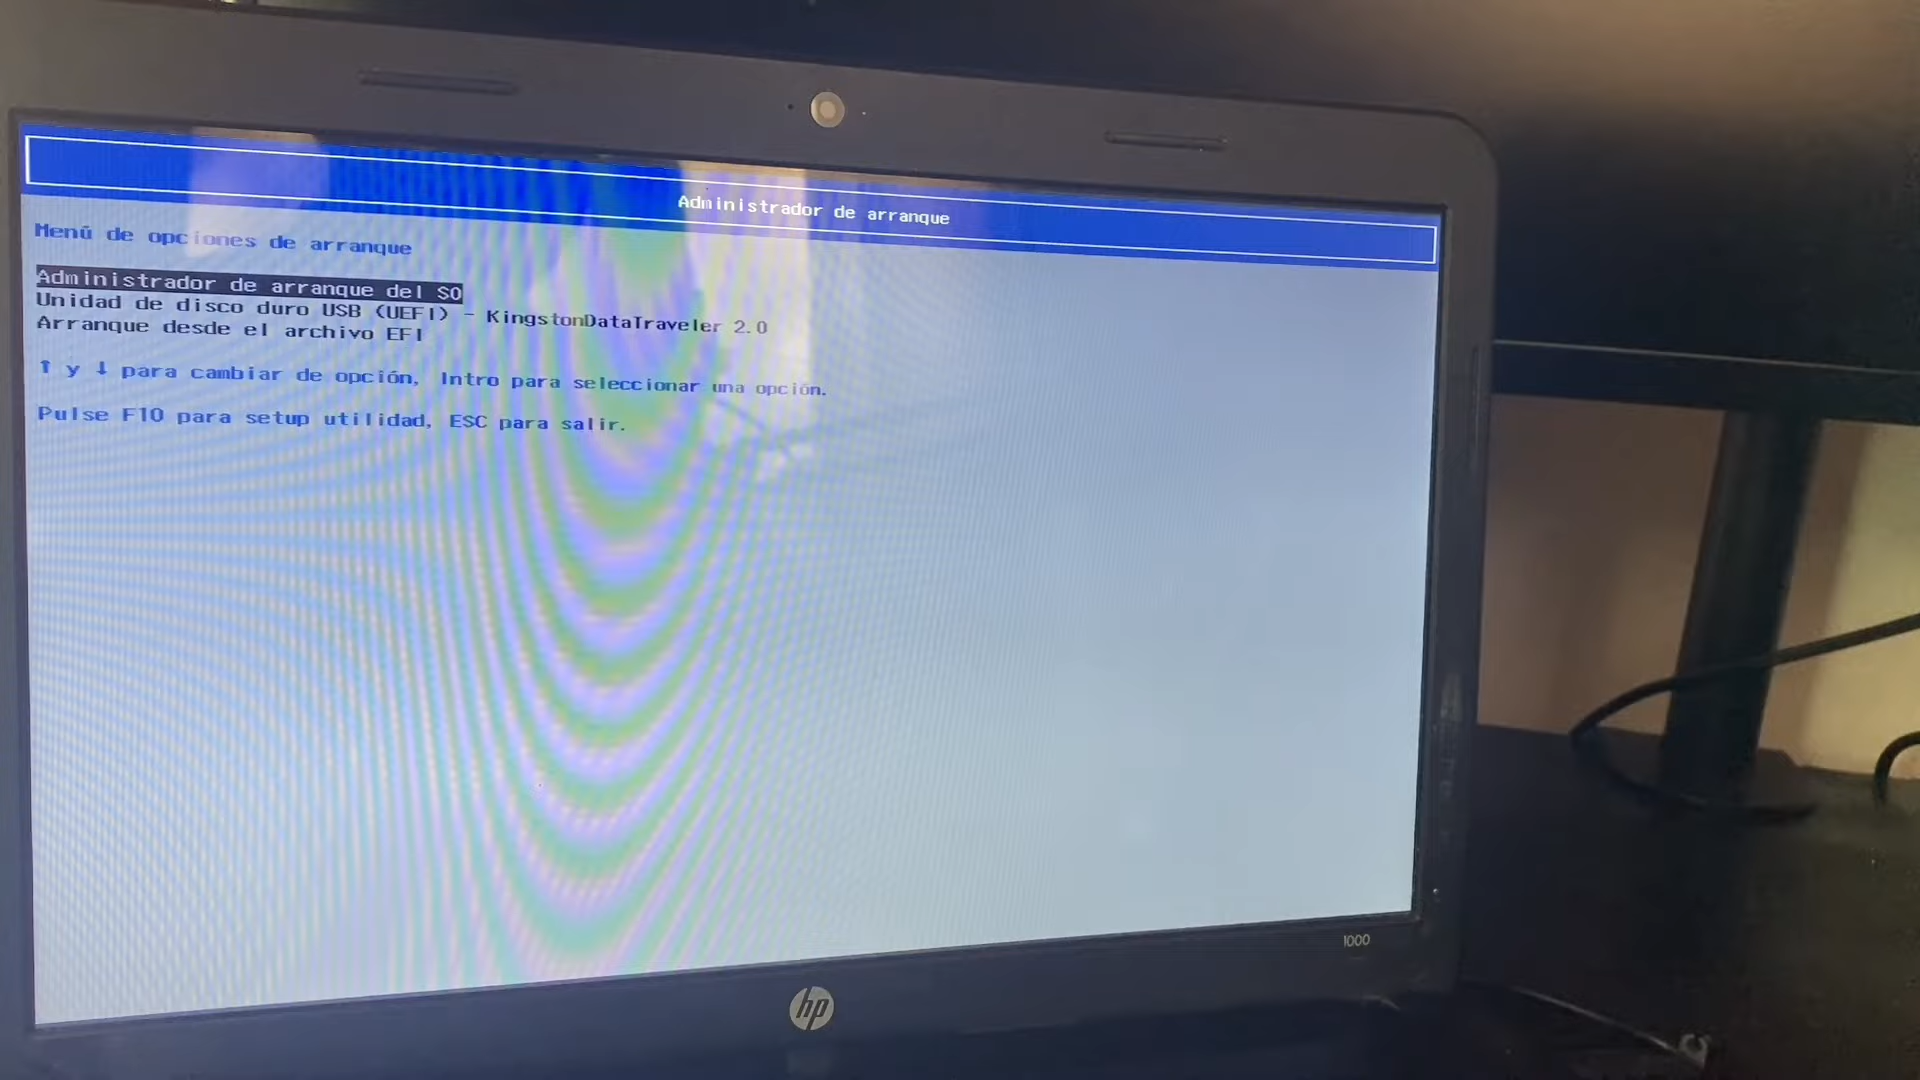 Administrador de arranque
Menú de opciones de arranque
Administrador de arranque del SO
Unidad de disco duro USB (UEFI) - KingstonDataTraveler 2.0
Arranque desde el archivo EFI
↑ y ↓ para cambiar de opción, Intro para seleccionar una opción.
Pulse F10 para setup utilidad, ESC para salir.
1000
hp